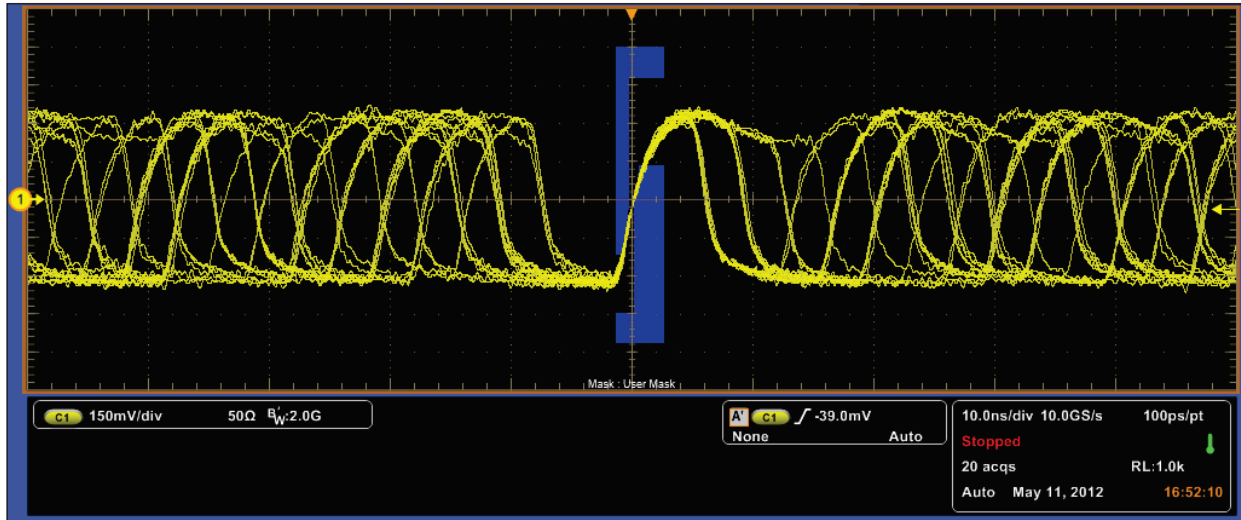 1
Mask : User Mask
C1 150mV/div 50Ω BW:2.0G
A' C1 -39.0mV
None Auto
10.0ns/div 10.0GS/s 100ps/pt
Stopped
20 acqs RL:1.0k
Auto May 11, 2012 16:52:10